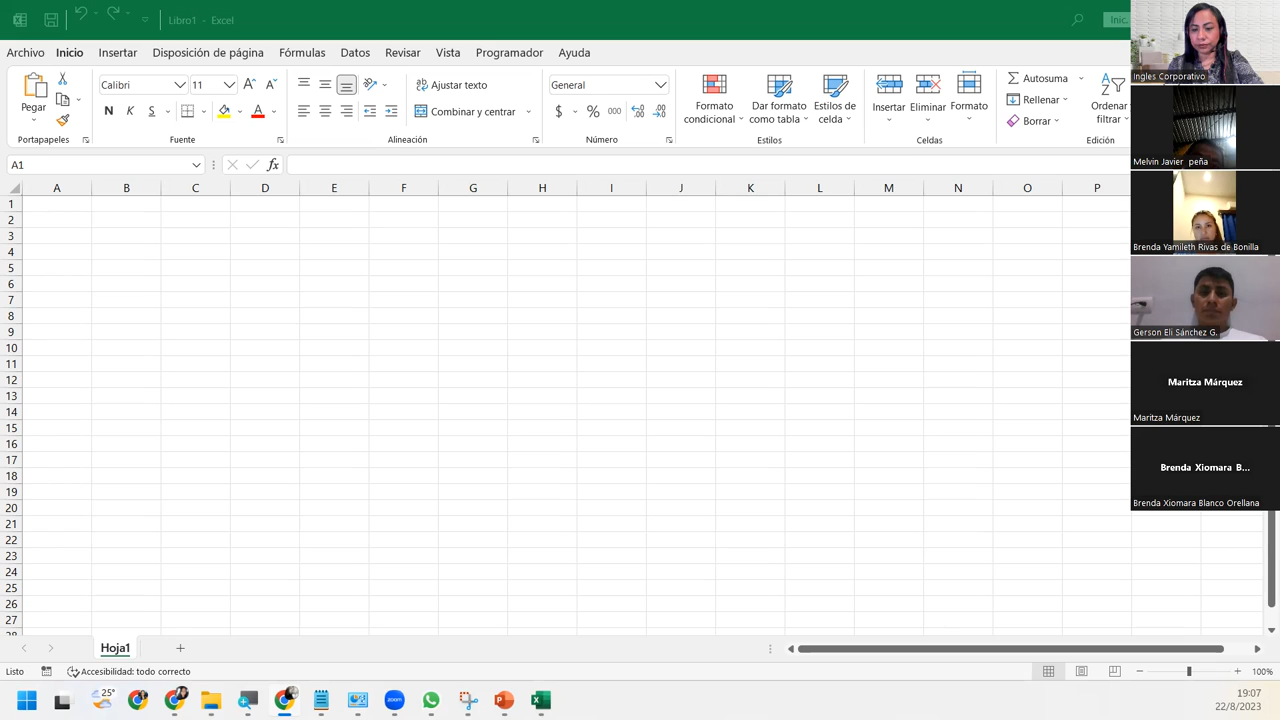 Libro1 - Excel
Inic
Archivo Inicio Disposición de página Fórmulas Datos Revisar Vista Ayuda
Pegar
Calibri 11
N K S
Combinar y centrar
General
$ % 000
Formato condicional
Dar formato como tabla
Estilos de celda
Insertar Eliminar Formato
Autosuma
Rellenar
Borrar
Ordenar filtrar
Portapapeles Fuente Alineación Número Estilos Celdas Edición
A1 fx
A B C D E F G H I J K L M N O P
1
2
3
4
5
6
7
8
9
10
11
12
13
14
15
16
17
18
19
20
21
22
23
24
25
26
27
28
Ingles Corporativo
Melvin Javier peña
Brenda Yamileth Rivas de Bonilla
Gerson Eli Sánchez G.
Maritza Márquez
Maritza Márquez
Brenda Xiomara B...
Brenda Xiomara Blanco Orellana
Hoja1
Listo Accesibilidad: todo correcto 100%
25° zoom
19:07
22/8/2023